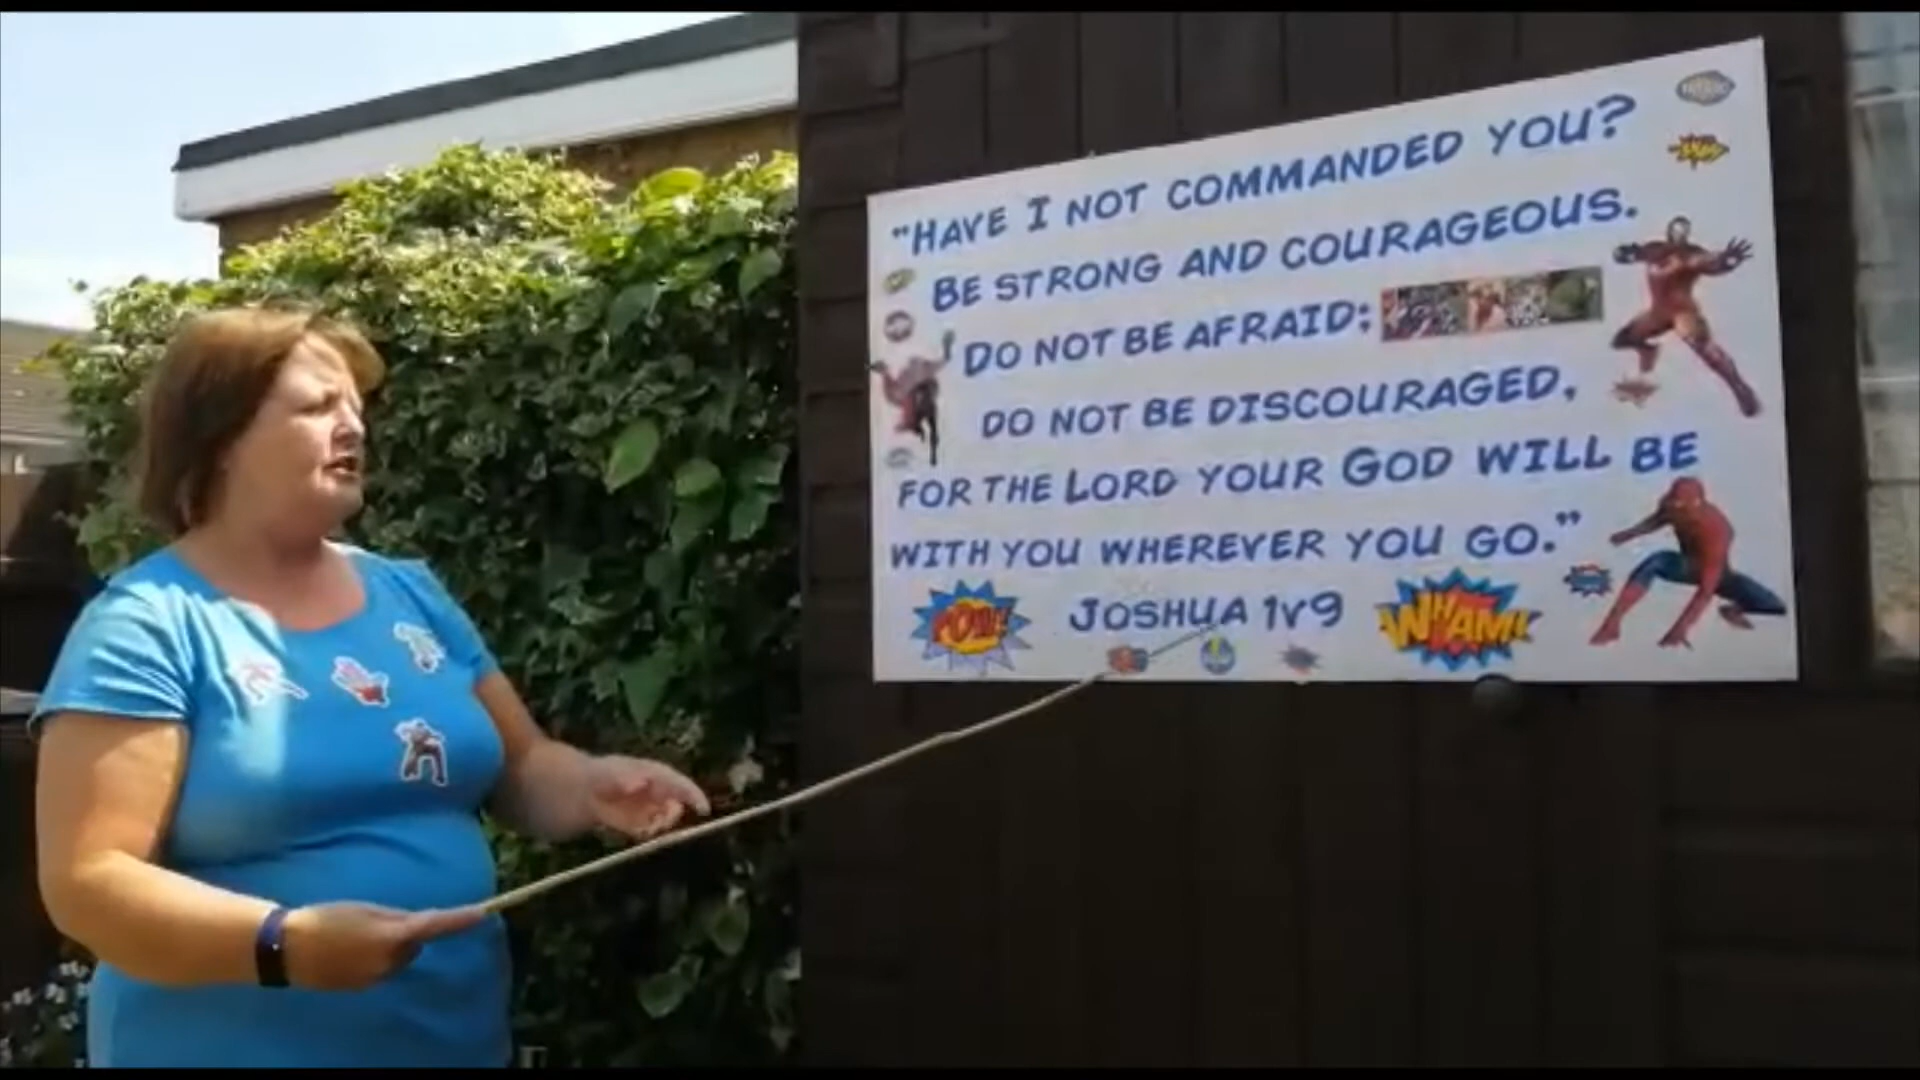 "HAVE I NOT COMMANDED YOU?
BE STRONG AND COURAGEOUS.
DO NOT BE AFRAID;
DO NOT BE DISCOURAGED,
FOR THE LORD YOUR GOD WILL BE
WITH YOU WHEREVER YOU GO."
POW!
JOSHUA 1v9
WHAM!